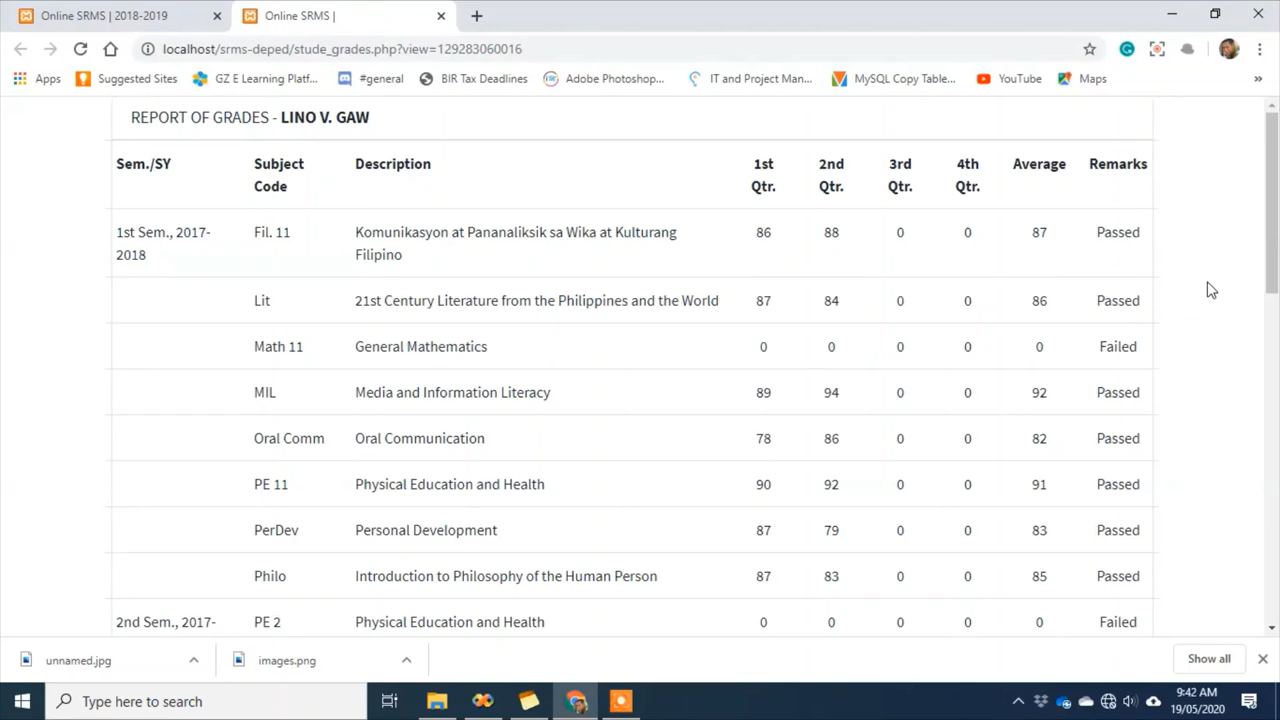 Online SRMS | 2018-2019
Online SRMS |
localhost/srms-deped/stude_grades.php?view=129283060016
Apps Suggested Sites GZ E Learning Platf... #general BIR Tax Deadlines Adobe Photoshop... IT and Project Man... MySQL Copy Table... YouTube Maps »
REPORT OF GRADES - LINO V. GAW
Sem./SY Subject Code Description 1st Qtr. 2nd Qtr. 3rd Qtr. 4th Qtr. Average Remarks
1st Sem., 2017-2018 Fil. 11 Komunikasyon at Pananaliksik sa Wika at Kulturang Filipino 86 88 0 0 87 Passed
Lit 21st Century Literature from the Philippines and the World 87 84 0 0 86 Passed
Math 11 General Mathematics 0 0 0 0 0 Failed
MIL Media and Information Literacy 89 94 0 0 92 Passed
Oral Comm Oral Communication 78 86 0 0 82 Passed
PE 11 Physical Education and Health 90 92 0 0 91 Passed
PerDev Personal Development 87 79 0 0 83 Passed
Philo Introduction to Philosophy of the Human Person 87 83 0 0 85 Passed
2nd Sem., 2017- PE 2 Physical Education and Health 0 0 0 0 0 Failed
unnamed.jpg images.png Show all
Type here to search
9:42 AM
19/05/2020